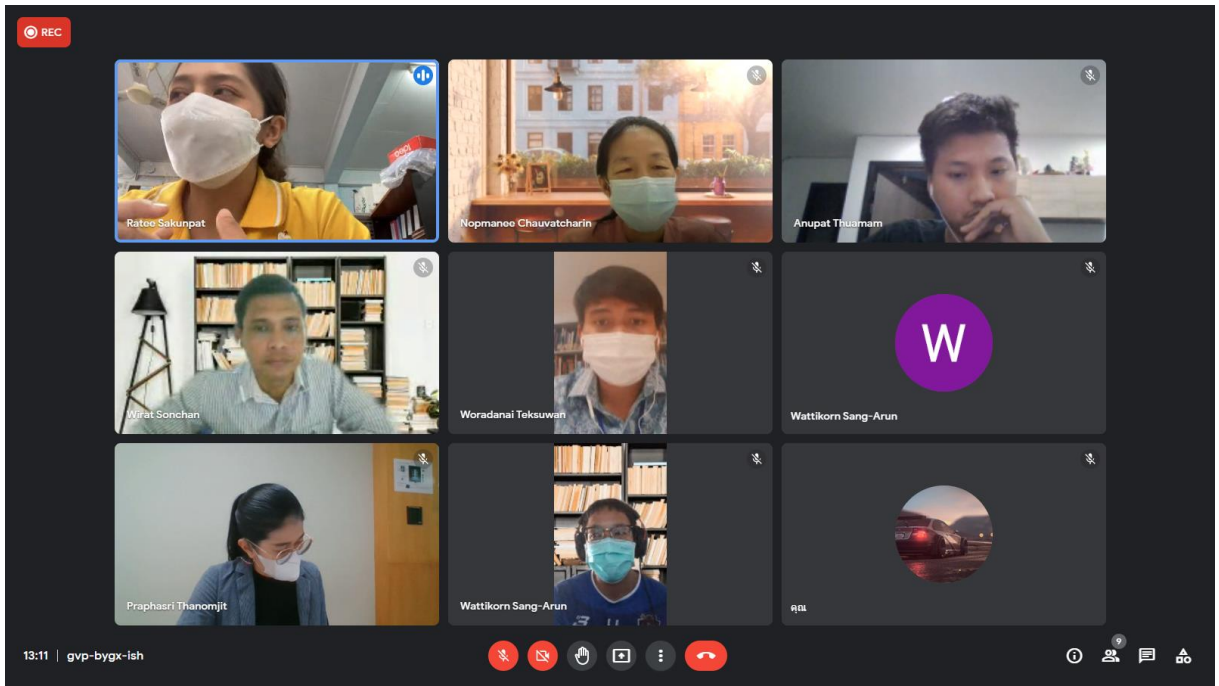 REC
Ratee Sakunpat
Nopmanee Chauvatcharin
Anupat Thuamam
Wirat Sonchan
Woradanai Teksuwan
W
Wattikorn Sang-Arun
Praphasri Thanomjit
Wattikorn Sang-Arun
คุณ
13:11 | gvp-bygx-ish
9